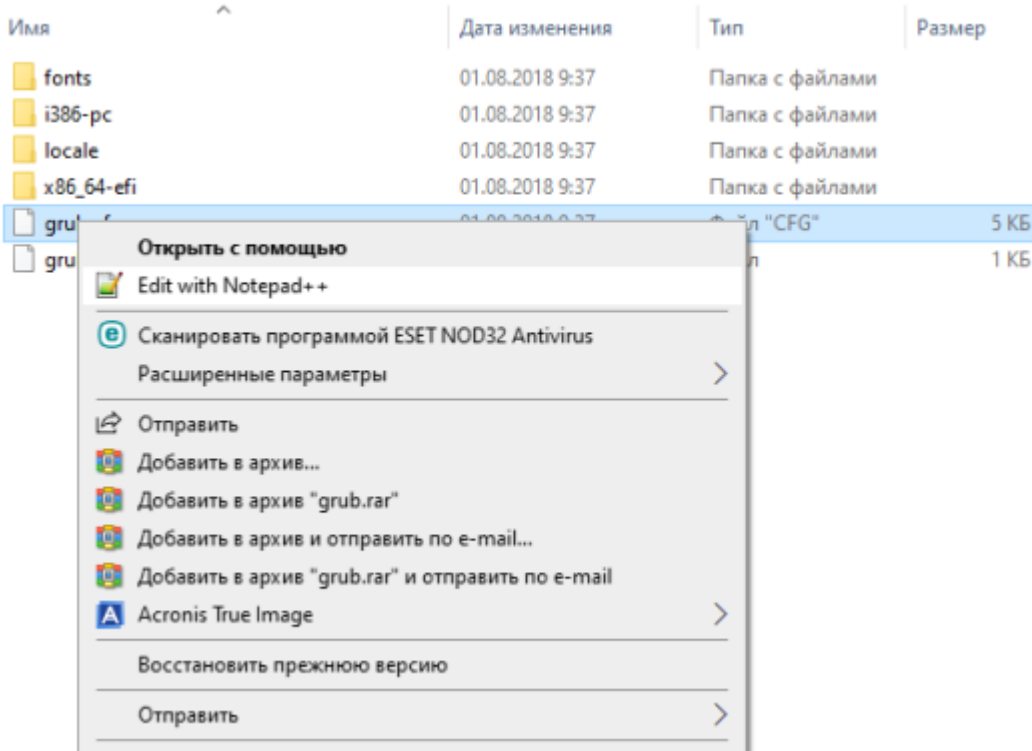 Имя Дата изменения Тип Размер
fonts 01.08.2018 9:37 Папка с файлами
i386-pc 01.08.2018 9:37 Папка с файлами
locale 01.08.2018 9:37 Папка с файлами
x86_64-efi 01.08.2018 9:37 Папка с файлами
"CFG" 5 КБ
gru 1 КБ
Открыть с помощью
Edit with Notepad++
Сканировать программой ESET NOD32 Antivirus
Расширенные параметры
Отправить
Добавить в архив...
Добавить в архив "grub.rar"
Добавить в архив и отправить по e-mail...
Добавить в архив "grub.rar" и отправить по e-mail
Acronis True Image
Восстановить прежнюю версию
Отправить